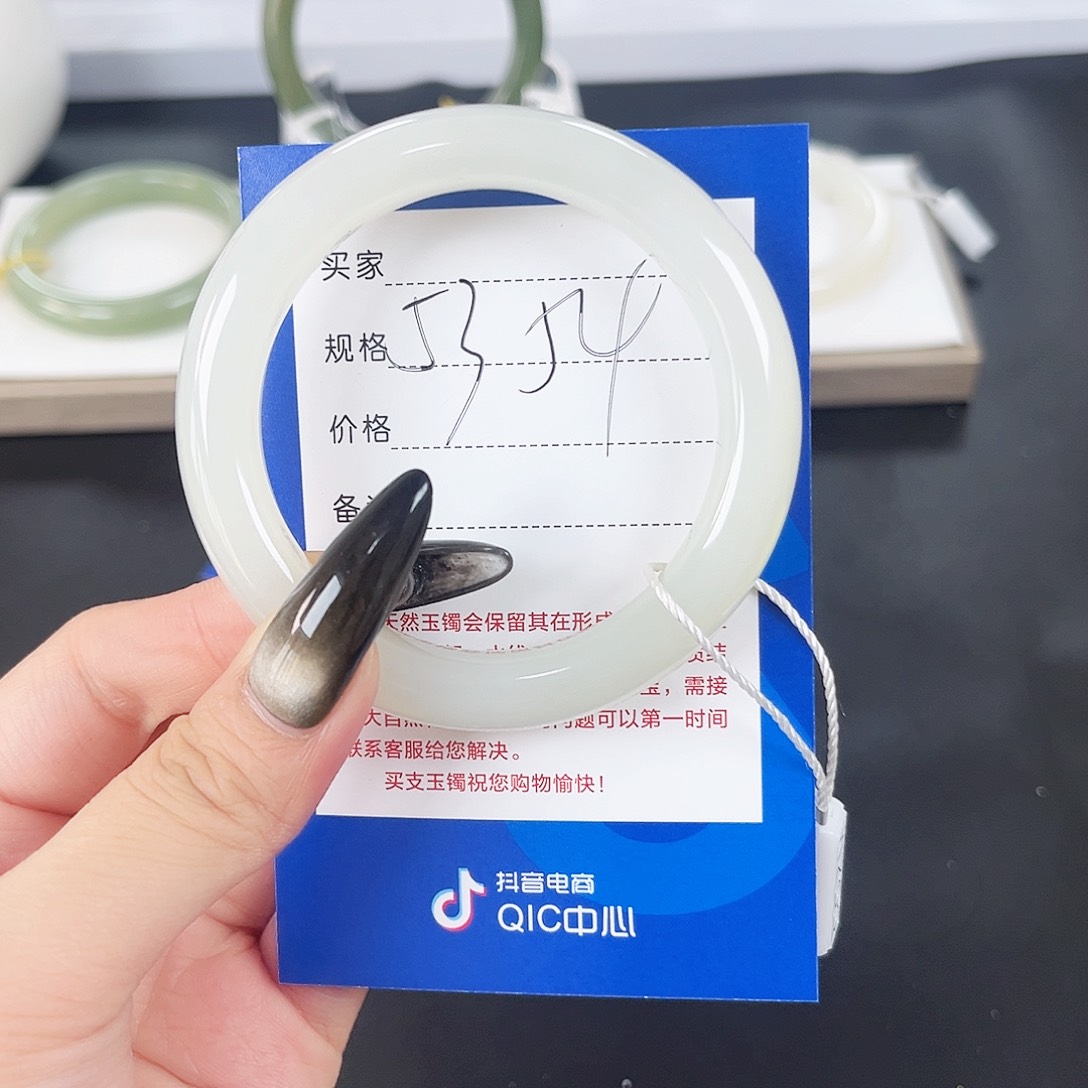 买家
规格 53 54
价格
备
天然玉镯会保留其在形成
结
，需接
大自然 问题可以第一时间
联系客服给您解决。
买支玉镯祝您购物愉快！
抖音电商
QIC中心